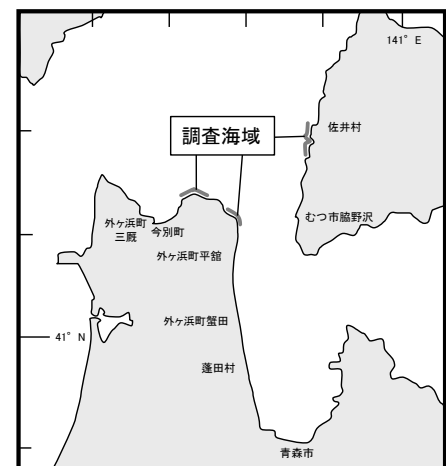 141° E
調査海域
佐井村
むつ市脇野沢
外ヶ浜町
三厩
今別町
外ヶ浜町平舘
外ヶ浜町蟹田
41° N
蓬田村
青森市